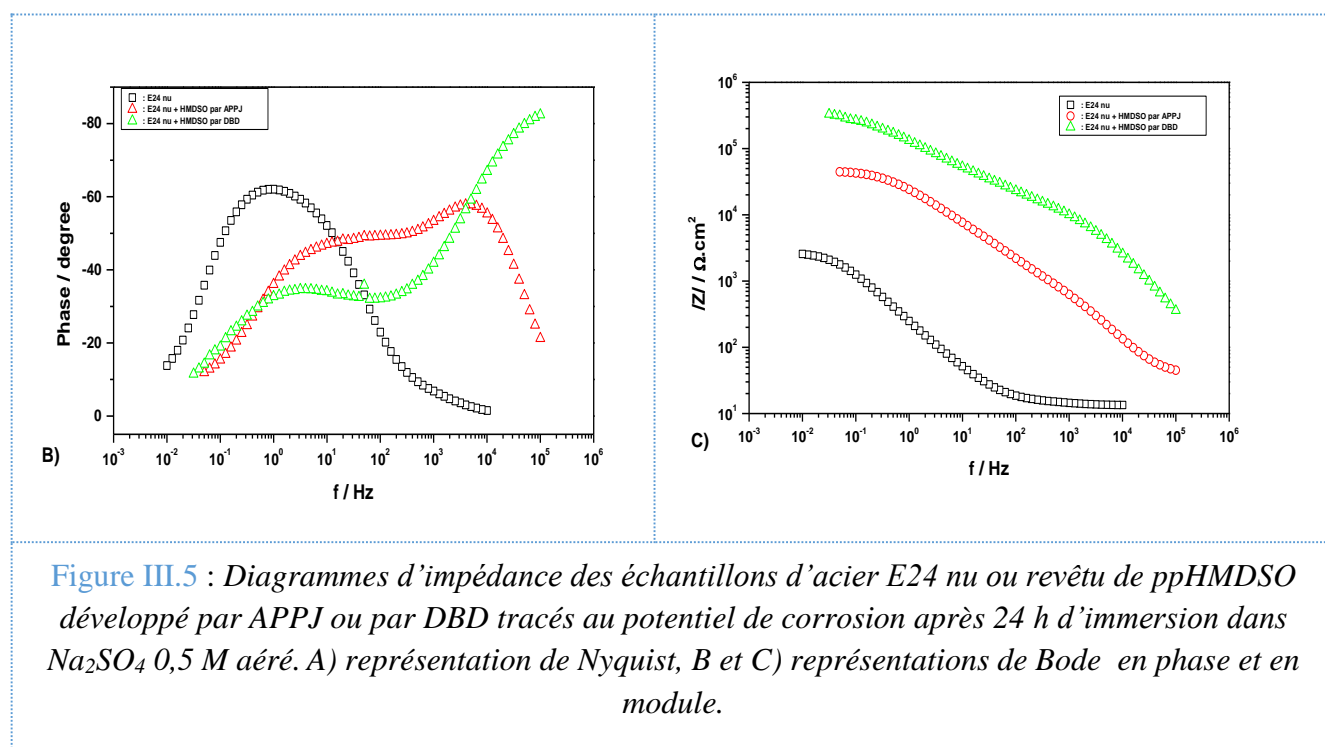 : E24 nu
: E24 nu + HMDSO par APPJ
: E24 nu + HMDSO par DBD
-80
-60
-40
-20
0
Phase / degree
10-3 10-2 10-1 100 101 102 103 104 105 106
B)
f / Hz
: E24 nu
: E24 nu + HMDSO par APPJ
: E24 nu + HMDSO par DBD
106
105
104
103
102
101
/Z/ / Ω.cm²
10-3 10-2 10-1 100 101 102 103 104 105 106
C)
f / Hz
Figure III.5 : Diagrammes d’impédance des échantillons d’acier E24 nu ou revêtu de ppHMDSO
développé par APPJ ou par DBD tracés au potentiel de corrosion après 24 h d’immersion dans
Na2SO4 0,5 M aéré. A) représentation de Nyquist, B et C) représentations de Bode en phase et en
module.